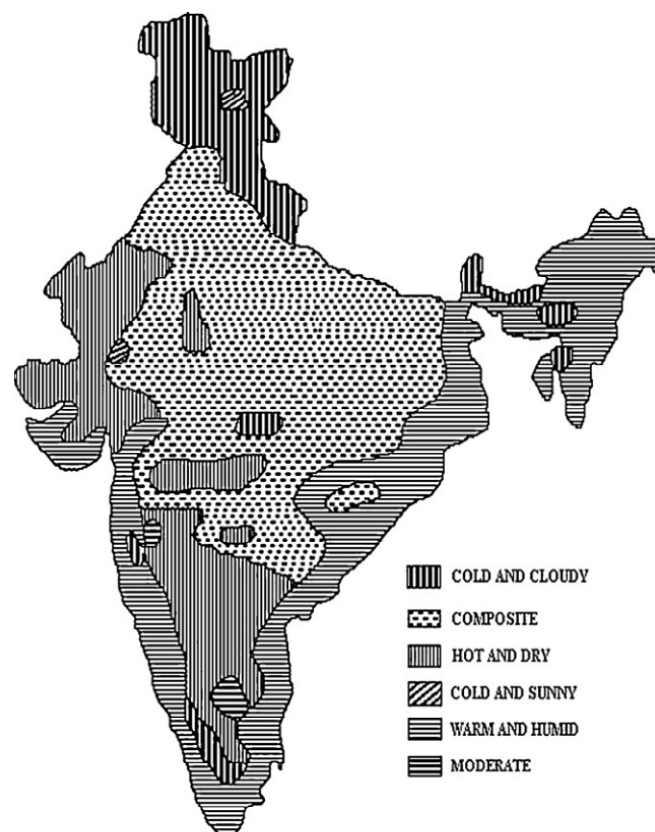 COLD AND CLOUDY
COMPOSITE
HOT AND DRY
COLD AND SUNNY
WARM AND HUMID
MODERATE